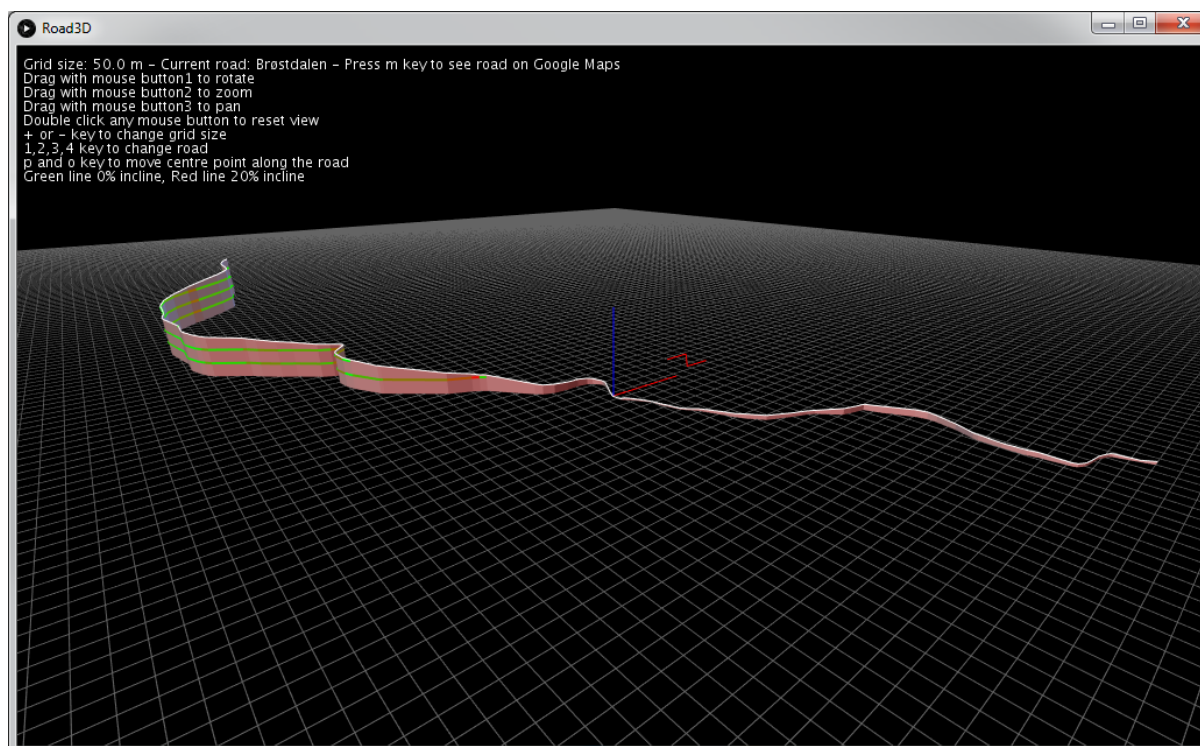 Road3D
Grid size: 50.0 m - Current road: Brøstdalen - Press m key to see road on Google Maps
Drag with mouse button1 to rotate
Drag with mouse button2 to zoom
Drag with mouse button3 to pan
Double click any mouse button to reset view
+ or - key to change grid size
1,2,3,4 key to change road
p and o key to move centre point along the road
Green line 0% incline, Red line 20% incline
N